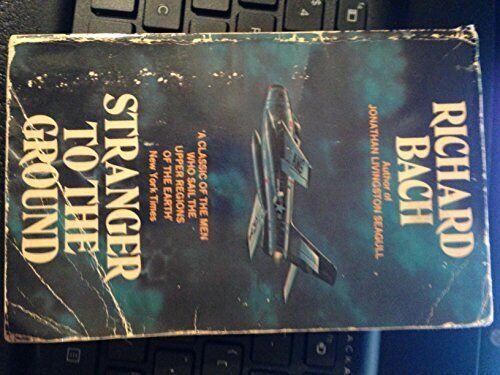 RICHARD
BACH
Author of
JONATHAN LIVINGSTON SEAGULL
'A CLASSIC OF THE MEN
WHO SAIL THE
UPPER REGIONS
OF THE EARTH
New York Times
STRANGER
TO THE
GROUND